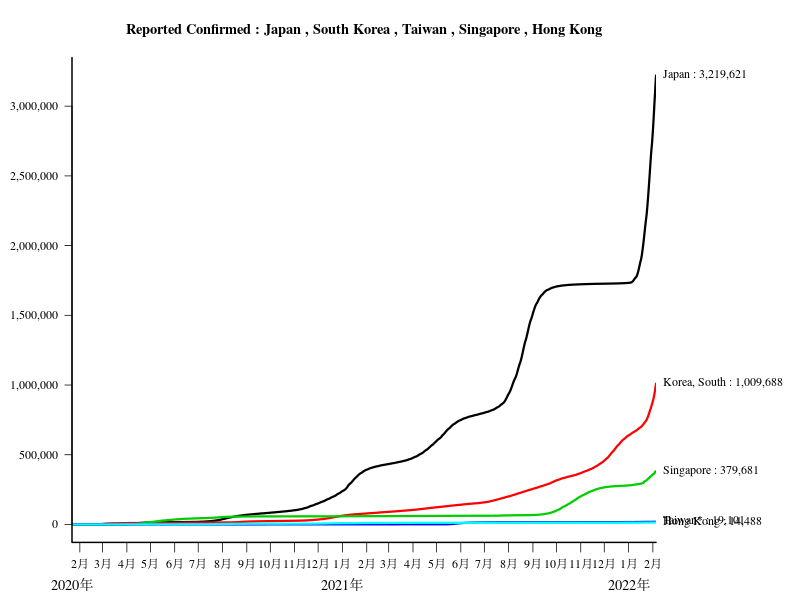 Reported Confirmed : Japan , South Korea , Taiwan , Singapore , Hong Kong
Japan : 3,219,621
3,000,000
2,500,000
2,000,000
1,500,000
1,000,000
Korea, South : 1,009,688
500,000
Singapore : 379,681
0
Hong Kong : 14,488
2月 3月 4月 5月 6月 7月 8月 9月 10月 11月 12月 1月 2月 3月 4月 5月 6月 7月 8月 9月 10月 11月 12月 1月 2月
2020年 2021年 2022年